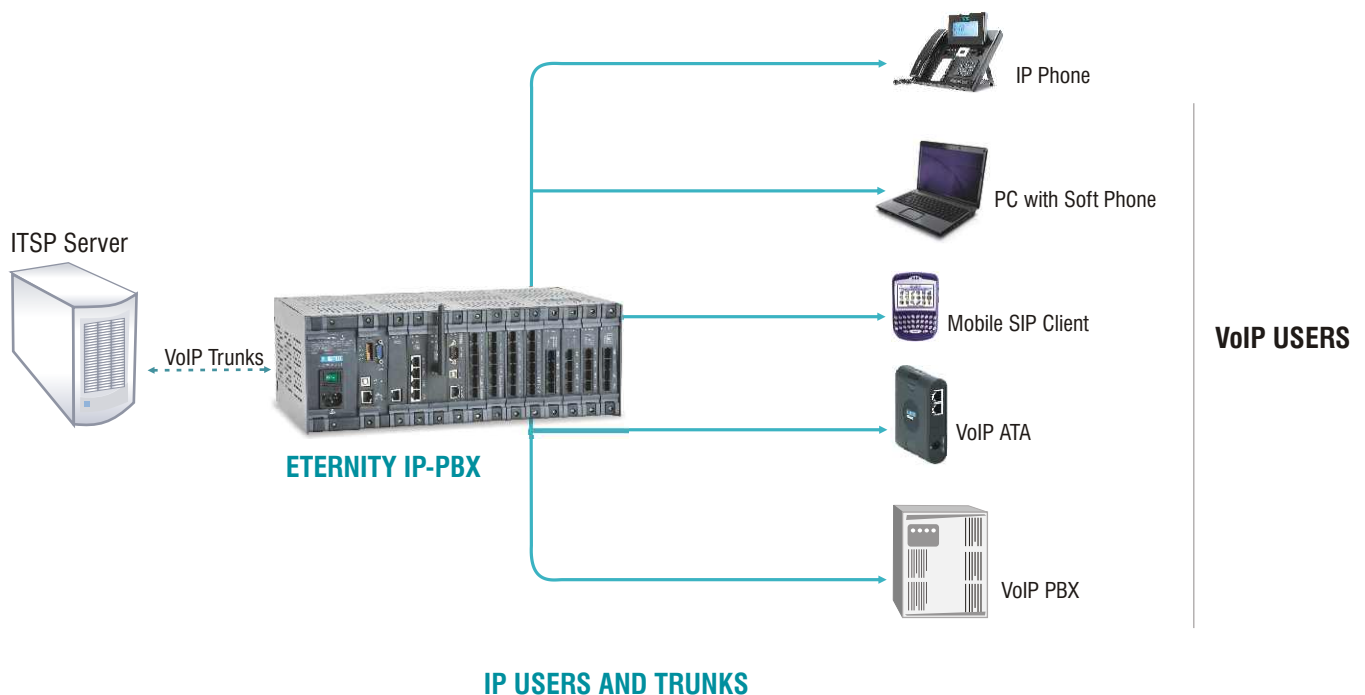 IP Phone
PC with Soft Phone
ITSP Server
Mobile SIP Client
VoIP USERS
VoIP Trunks
VoIP ATA
ETERNITY IP-PBX
VoIP PBX
IP USERS AND TRUNKS